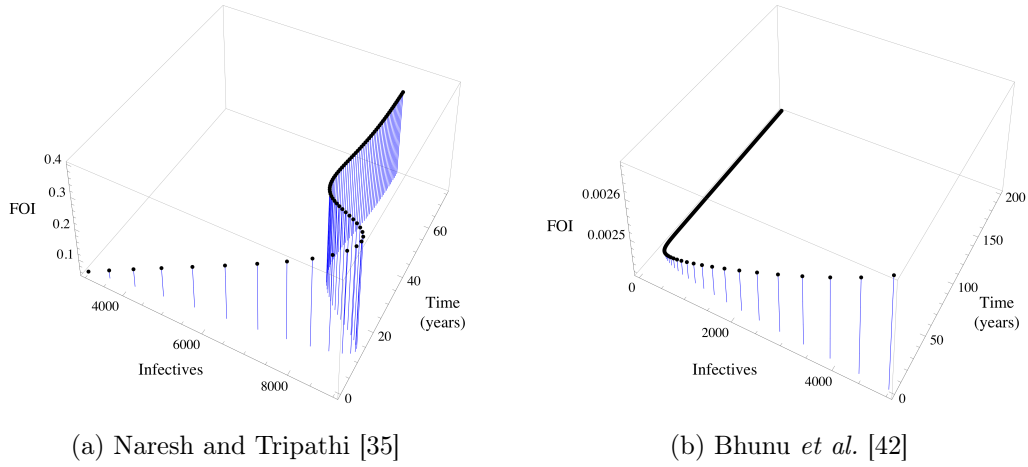 0.4
0.3
FOI
0.2
0.1
4000
6000
Infectives
8000
0
20
40
60
Time
(years)
0.0026
FOI
0.0025
0
2000
Infectives
4000
0
50
100
150
200
Time
(years)
(a) Naresh and Tripathi [35]
(b) Bhunu et al. [42]